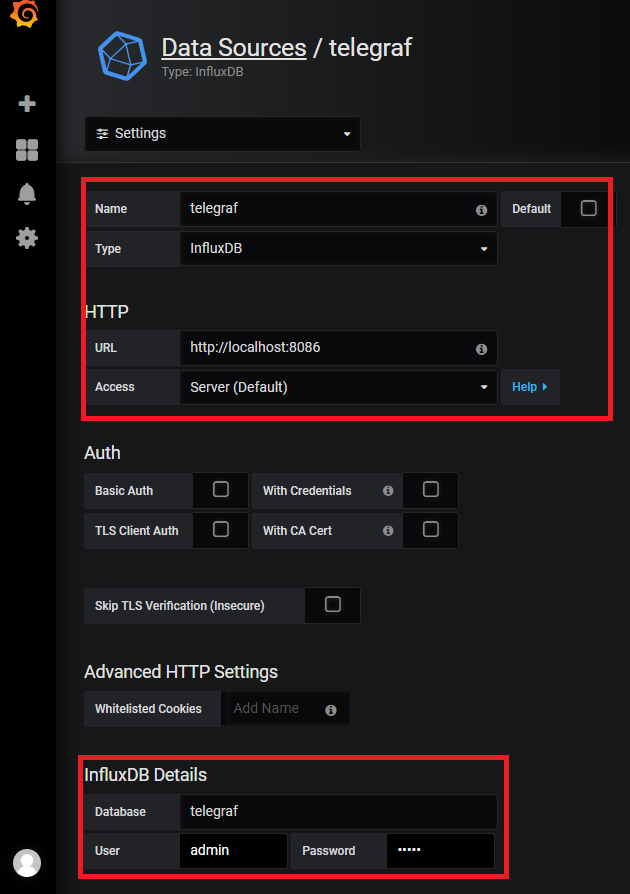 Data Sources / telegraf
Type: InfluxDB
Settings
Name telegraf Default
Type InfluxDB
HTTP
URL http://localhost:8086
Access Server (Default) Help
Auth
Basic Auth With Credentials
TLS Client Auth With CA Cert
Skip TLS Verification (Insecure)
Advanced HTTP Settings
Whitelisted Cookies Add Name
InfluxDB Details
Database telegraf
User admin Password •••••